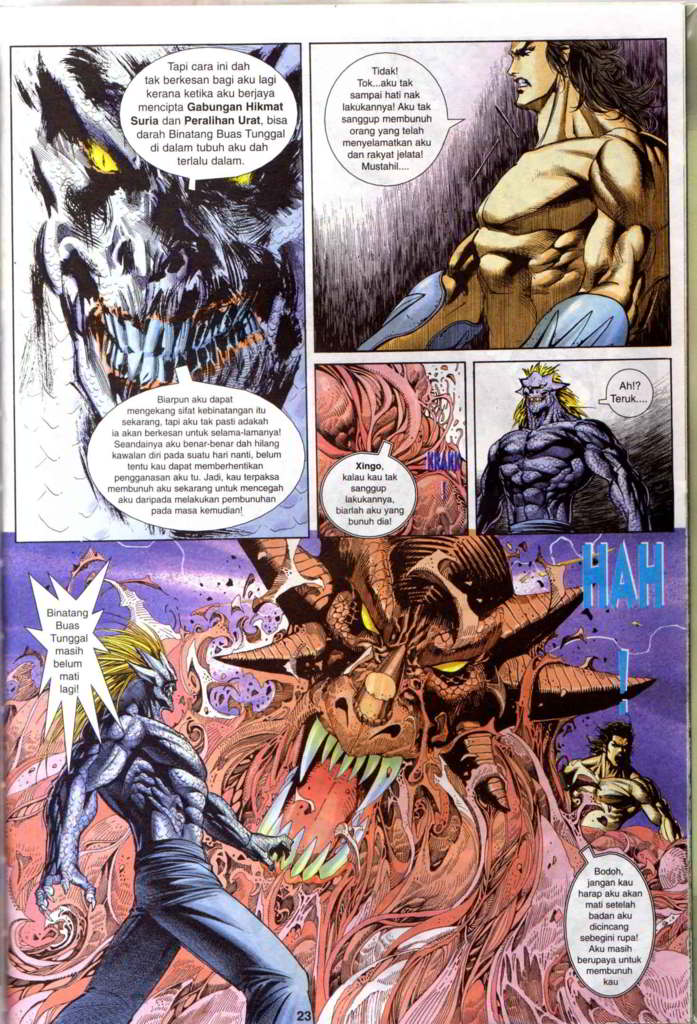 Tapi cara ini dah
tak berkesan bagi aku lagi
kerana ketika aku berjaya
mencipta Gabungan Hikmat
Suria dan Peralihan Urat, bisa
darah Binatang Buas Tunggal
di dalam tubuh aku dah
terlalu dalam.
Biarpun aku dapat
mengekang sifat kebinatangan itu
sekarang, tapi aku tak pasti adakah
ia akan berkesan untuk selama-lamanya!
Seandainya aku benar-benar dah hilang
kawalan diri pada suatu hari nanti, belum
tentu kau dapat memberhentikan
pengganasan aku tu. Jadi, kau terpaksa
membunuh aku sekarang untuk mencegah
aku daripada melakukan pembunuhan
pada masa kemudian!
Tidak!
Tok...aku tak
sampai hati nak
lakukannya! Aku tak
sanggup membunuh
orang yang telah
menyelamatkan aku
dan rakyat jelata!
Mustahil....
KRAKK
!
Xingo,
kalau kau tak
sanggup
lakukannya,
biarlah aku yang
bunuh dia!
Ah!?
Teruk....
Binatang
Buas
Tunggal
masih
belum
mati
lagi!
HAH
!
Bodoh,
jangan kau
harap aku akan
mati setelah
badan aku
dicincang
sebegini rupa!
Aku masih
berupaya untuk
membunuh
kau
23